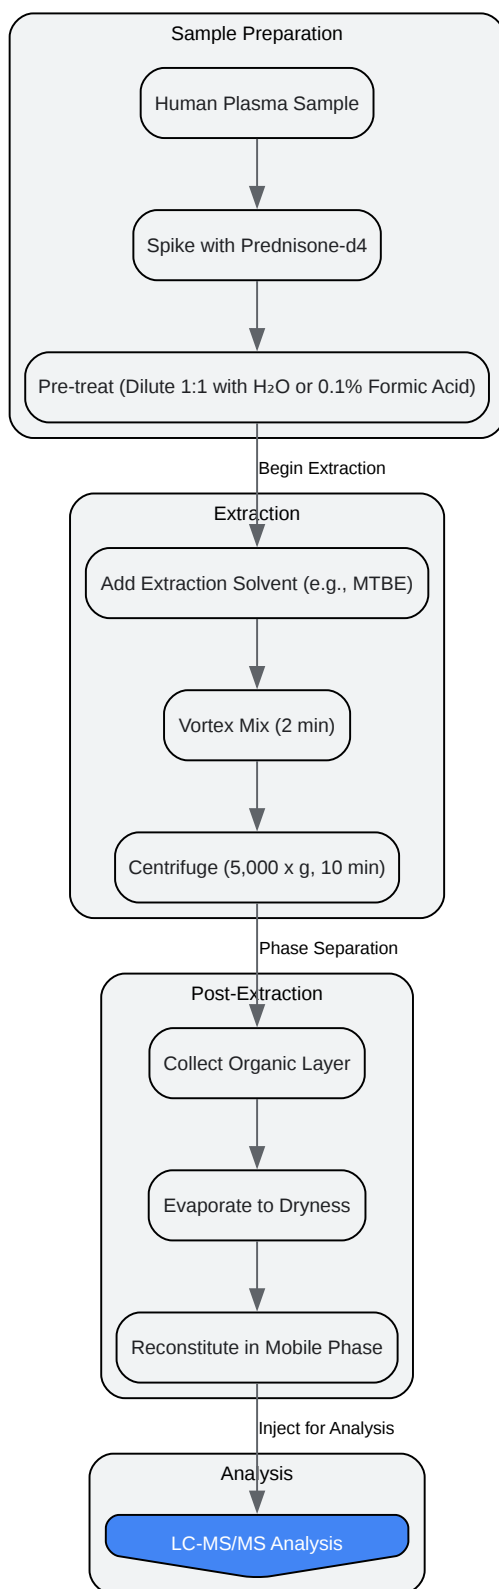 Sample Preparation
Human Plasma Sample
Spike with Prednisone-d4
Pre-treat (Dilute 1:1 with H₂O or 0.1% Formic Acid)
Begin Extraction
Extraction
Add Extraction Solvent (e.g., MTBE)
Vortex Mix (2 min)
Centrifuge (5,000 x g, 10 min)
Phase Separation
Post-Extraction
Collect Organic Layer
Evaporate to Dryness
Reconstitute in Mobile Phase
Inject for Analysis
Analysis
LC-MS/MS Analysis